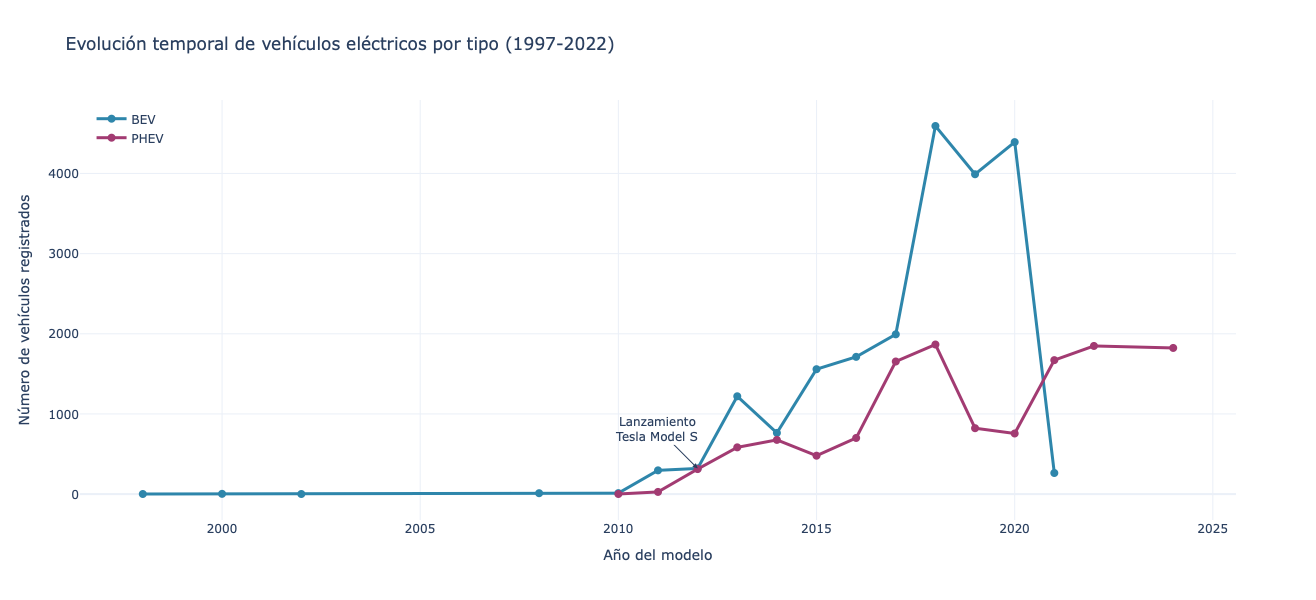 Evolución temporal de vehículos eléctricos por tipo (1997-2022)
BEV
PHEV
Número de vehículos registrados
4000
3000
2000
1000
0
Lanzamiento
Tesla Model S
2000
2005
2010
2015
2020
2025
Año del modelo